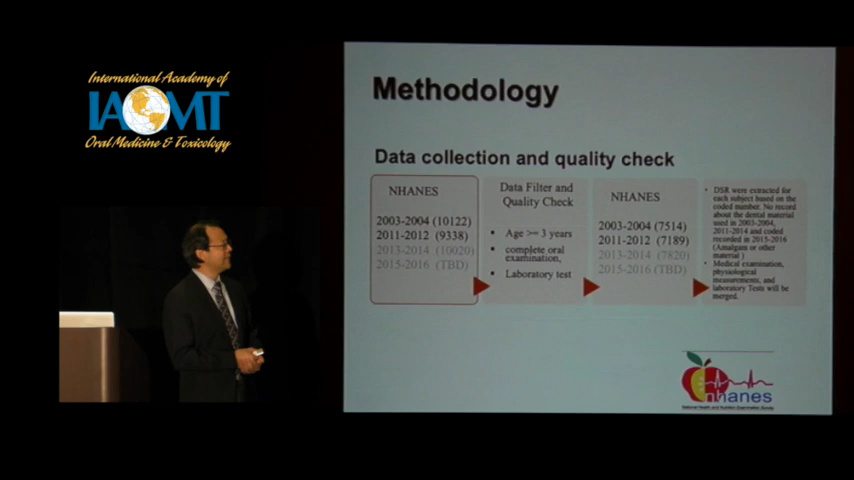 International Academy of
IAOMT
Oral Medicine & Toxicology
Methodology
Data collection and quality check
NHANES
2003-2004 (10122)
2011-2012 (9338)
2013-2014 (10020)
2015-2016 (TBD)
Data Filter and
Quality Check
• Age >= 3 years
• complete oral
examination,
• Laboratory test
NHANES
2003-2004 (7514)
2011-2012 (7189)
2013-2014 (7820)
2015-2016 (TBD)
• DSR were extracted for
each subject based on the
coded number. No record
about the dental material
used in 2003-2004,
2011-2014 and coded
recorded in 2015-2016
(Amalgam or other
material )
• Medical examination,
physiological
measurements, and
laboratory Tests will be
merged.
nhanes
National Health and Nutrition Examination Survey